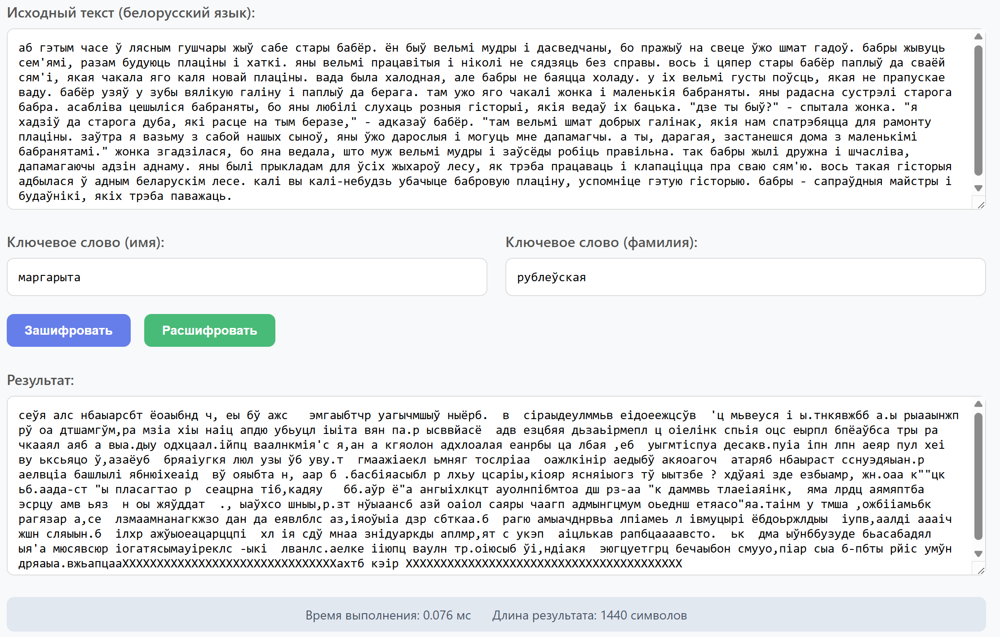 Исходный текст (белорусский язык):
аб гэтым часе ў лясным гушчары жыў сабе стары бабёр. ён быў вельмі мудры і дасведчаны, бо пражыў на свеце ўжо шмат гадоў. бабры жывуць
сем'ямі, разам будуюць плаціны і хаткі. яны вельмі працавітыя і ніколі не сядзяць без справы. вось і цяпер стары бабёр паплыў да сваёй
сям'і, якая чакала яго каля новай плаціны. вада была халодная, але бабры не баяцца холаду. у іх вельмі густы поўсць, якая не прапускае
ваду. бабёр узяў у зубы вялікую галіну і паплыў да берага. там ужо яго чакалі жонка і маленькія бабраняты. яны радасна сустрэлі старога
бабра. асабліва цешыліся бабраняты, бо яны любілі слухаць розныя гісторыі, якія ведаў іх бацька. "дзе ты быў?" - спытала жонка. "я
хадзіў да старога дуба, які расце на тым беразе," - адказаў бабёр. "там вельмі шмат добрых галінак, якія нам спатрэбяцца для рамонту
плаціны. заўтра я вазьму з сабой нашых сыноў, яны ўжо дарослыя і могуць мне дапамагчы. а ты, дарагая, застанешся дома з маленькімі
бабранятамі." жонка згадзілася, бо яна ведала, што муж вельмі мудры і заўсёды робіць правільна. так бабры жылі дружна і шчасліва,
дапамагаючы адзін аднаму. яны былі прыкладам для ўсіх жыхароў лесу, як трэба працаваць і клапаціцца пра сваю сям'ю. вось такая гісторыя
адбылася ў адным беларускім лесе. калі вы калі-небудзь убачыце бабровую плаціну, успомніце гэтую гісторыю. бабры - сапраўдныя майстры і
будаўнікі, якіх трэба паважаць.
Ключевое слово (имя): Ключевое слово (фамилия):
маргарыта рублеўская
Зашифровать Расшифровать
Результат:
сеўя алс нбаыарсбт ёоаыбнд ч, еы бў ажс   эмгаыбтчр уагычмшыў ныёрб.  в  сіраыдеулммьв еідоеежцсўв  'ц мьвеуся і ы.тнкявжбб а.ы рыааынжп
рў оа дтшамгўм,ра мзіа хіы наіц апдю убьуцл іыіта вян па.р ысввйасё  адв езцбяя дьзаьірмепл ц оіелінк спьія оцс еырпл бпёаўбса тры ра
чкааял аяб а выа.дыу одхцаал.ійпц ваалнкмія'с я,ан а кгяолон адхлоалая еанрбы ца лбая ,еб  уыгмтіспуа десакв.пуіа іпн лпн аеяр пул хеі
ву ьксьяцо ў,азаёуб  бряаіугкя люл узы ўб уву.т  гмаажіаекл ьмняг тослріаа  оажлкінір аедыбў акяоагоч  атаряб нбаыраст сснуэдяыан.р
аелвціа башлылі ябнюіхеаід  вў ояыбта н, аар б .басбіяасыбл р лхьу цсаріы,кіояр ясняіыогз тў ыытзбе ? хдўаяі зде езбыамр, жн.оаа к""цк
ьб.аада-ст "ы пласагтао р  сеацрна тіб,кадяу   бб.аўр ё"а ангыіхлкцт ауолнпібмтоа дш рз-аа "к даммвь тлаеіаяінк,  яма лрдц аямяптба
эсрцу амв ьяз  н оы жяўддат  ., ыаўхсо шныы,р.зт нўыаансб азй оаіол саяры чаагп адмынгцмум оьеднш етяасо"яа.таінм у тмша ,ожбііамьбк
рагязар а,се  лзмаамнанагкжзо дан да еявлблс аз,іяоўыіа дзр сбткаа.б  рагю амыачднрвьа лпіамеь л івмуцырі ёбдоьржлдыы  іупв,аалді аааіч
жшн сляыын.б  ілхр ажўыоеацарццпі  хл ія сдў мнаа знідуаркды аплмр,ят с укэп  аіцлькав рапбцаааавсто.  ьк  дма ыўнббузуде бьасабадял
ыя'а мюсявсюр іогатясымауіреклс -ыкі  лванлс.аелке ііюпц ваулн тр.оіюсыб ўі,ндіакя  эюгцуетгрц бечаыбон смууо,піар сыа б-пбты рйіс умўн
дряаыа.вжьапцааXXXXXXXXXXXXXXXXXXXXXXXXXXXXXXXахтб кэір XXXXXXXXXXXXXXXXXXXXXXXXXXXXXXXXXXXXXXXX
Время выполнения: 0.076 мс Длина результата: 1440 символов